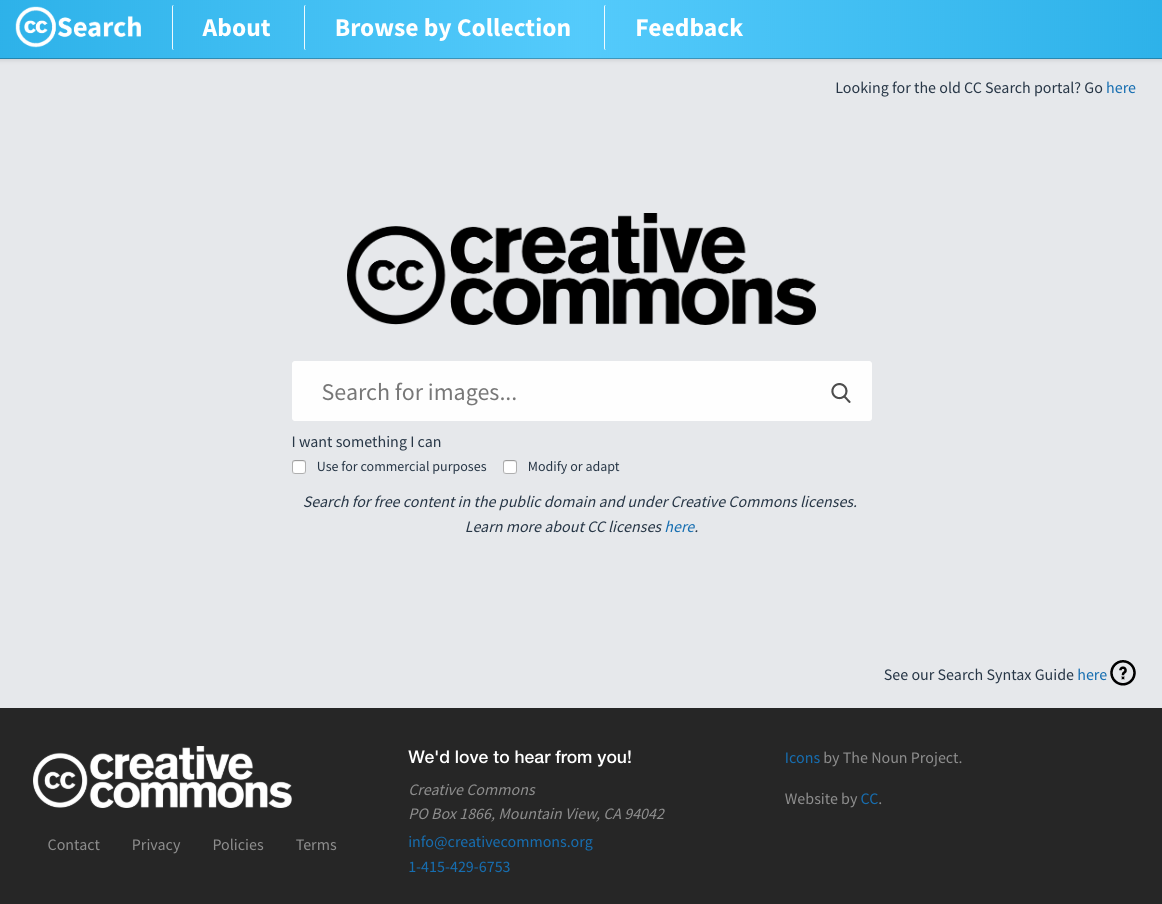 cc Search About Browse by Collection Feedback
Looking for the old CC Search portal? Go here
cc creative
commons
Search for images...
I want something I can
Use for commercial purposes Modify or adapt
Search for free content in the public domain and under Creative Commons licenses.
Learn more about CC licenses here.
See our Search Syntax Guide here ?
cc creative
commons
Contact Privacy Policies Terms
We'd love to hear from you!
Creative Commons
PO Box 1866, Mountain View, CA 94042
info@creativecommons.org
1-415-429-6753
Icons by The Noun Project.
Website by CC.